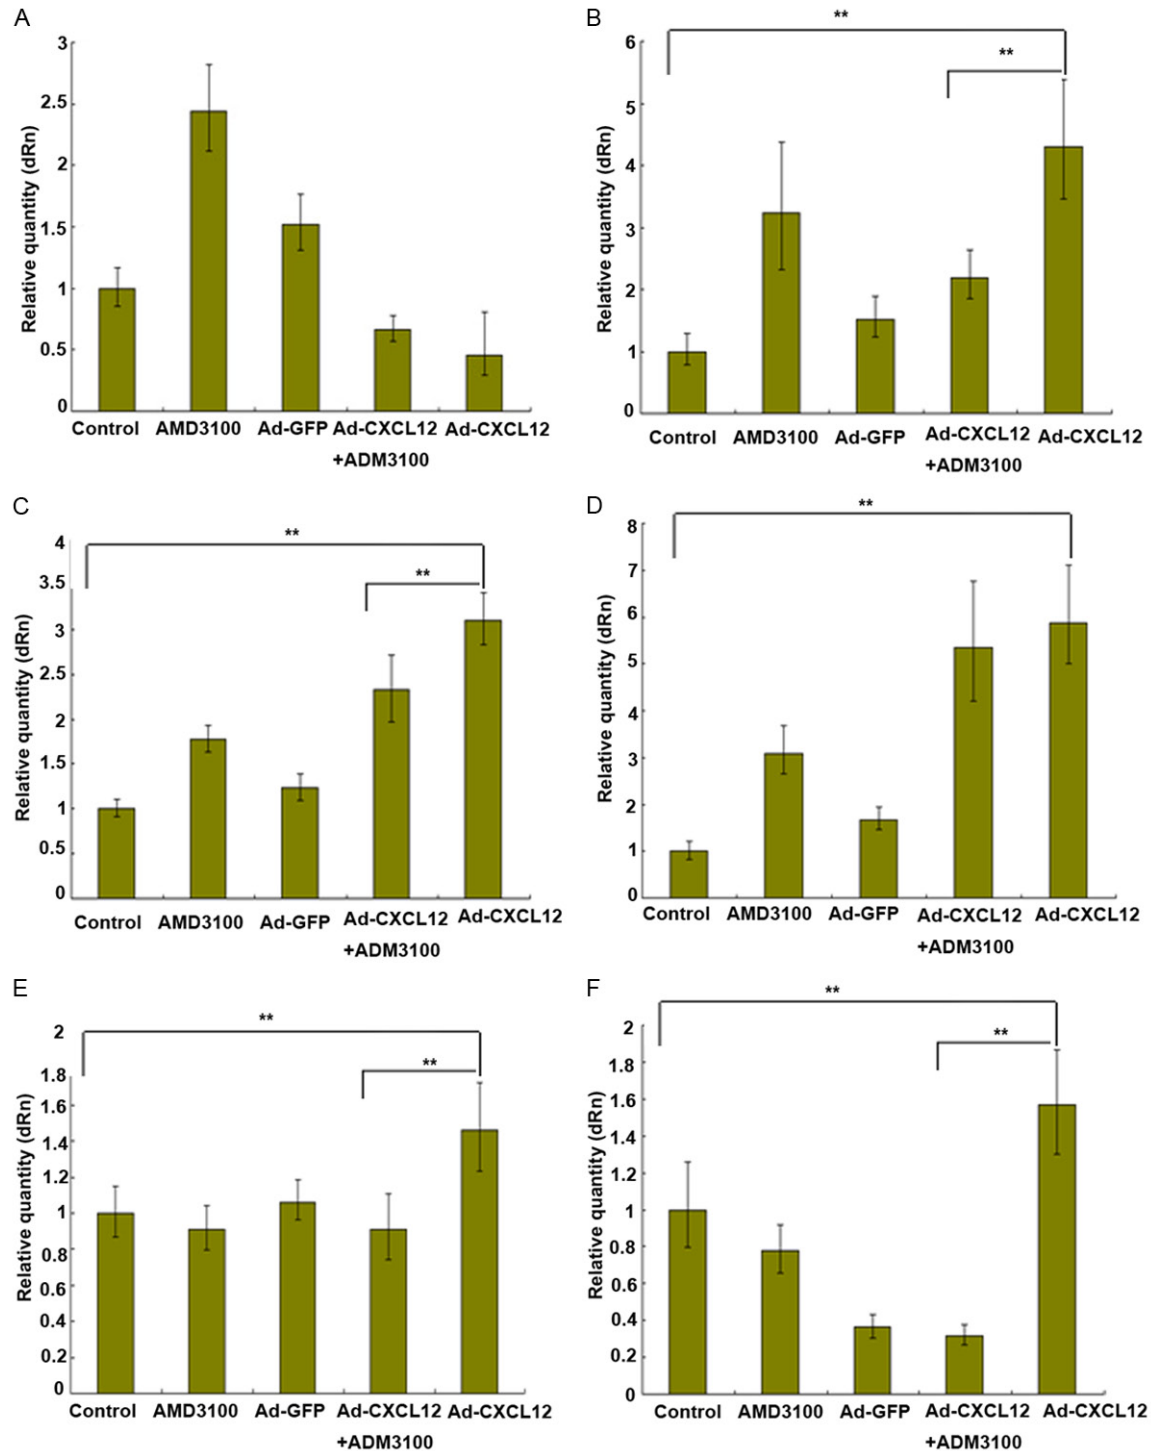 A
3
2.5
2
1.5
1
0.5
0
Relative quantity (dRn)
Control AMD3100 Ad-GFP Ad-CXCL12 Ad-CXCL12
+ADM3100
B
**
**
6
5
4
3
2
1
0
Relative quantity (dRn)
Control AMD3100 Ad-GFP Ad-CXCL12 Ad-CXCL12
+ADM3100
C
**
**
4
3.5
3
2.5
2
1.5
1
0.5
0
Relative quantity (dRn)
Control AMD3100 Ad-GFP Ad-CXCL12 Ad-CXCL12
+ADM3100
D
**
8
7
6
5
4
3
2
1
0
Relative quantity (dRn)
Control AMD3100 Ad-GFP Ad-CXCL12 Ad-CXCL12
+ADM3100
E
**
**
2
1.8
1.6
1.4
1.2
1
0.8
0.6
0.4
0.2
0
Relative quantity (dRn)
Control AMD3100 Ad-GFP Ad-CXCL12 Ad-CXCL12
+ADM3100
F
**
**
2
1.8
1.6
1.4
1.2
1
0.8
0.6
0.4
0.2
0
Relative quantity (dRn)
Control AMD3100 Ad-GFP Ad-CXCL12 Ad-CXCL12
+ADM3100